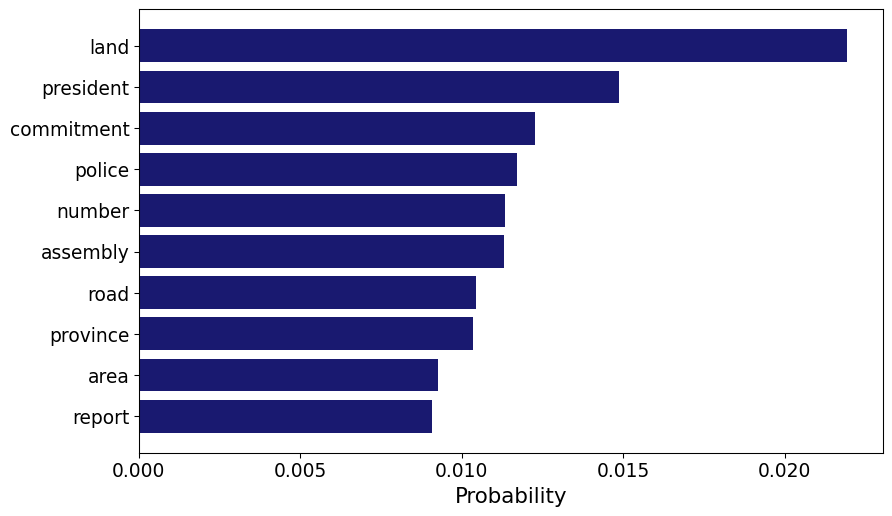 land
president
commitment
police
number
assembly
road
province
area
report
0.000 0.005 0.010 0.015 0.020
Probability